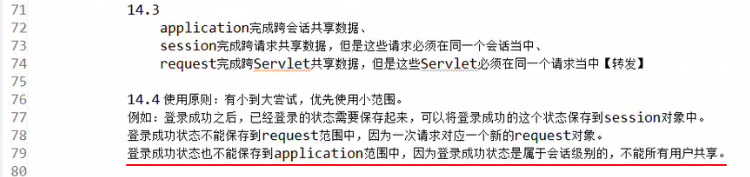 71 14.3
72 application完成跨会话共享数据、
73 session完成跨请求共享数据，但是这些请求必须在同一个会话当中、
74 request完成跨Servlet共享数据，但是这些Servlet必须在同一个请求当中【转发】
75
76 14.4 使用原则：有小到大尝试，优先使用小范围。
77 例如：登录成功之后，已经登录的状态需要保存起来，可以将登录成功的这个状态保存到session对象中。
78 登录成功状态不能保存到request范围中，因为一次请求对应一个新的request对象。
79 登录成功状态也不能保存到application范围中，因为登录成功状态是属于会话级别的，不能所有用户共享。
80